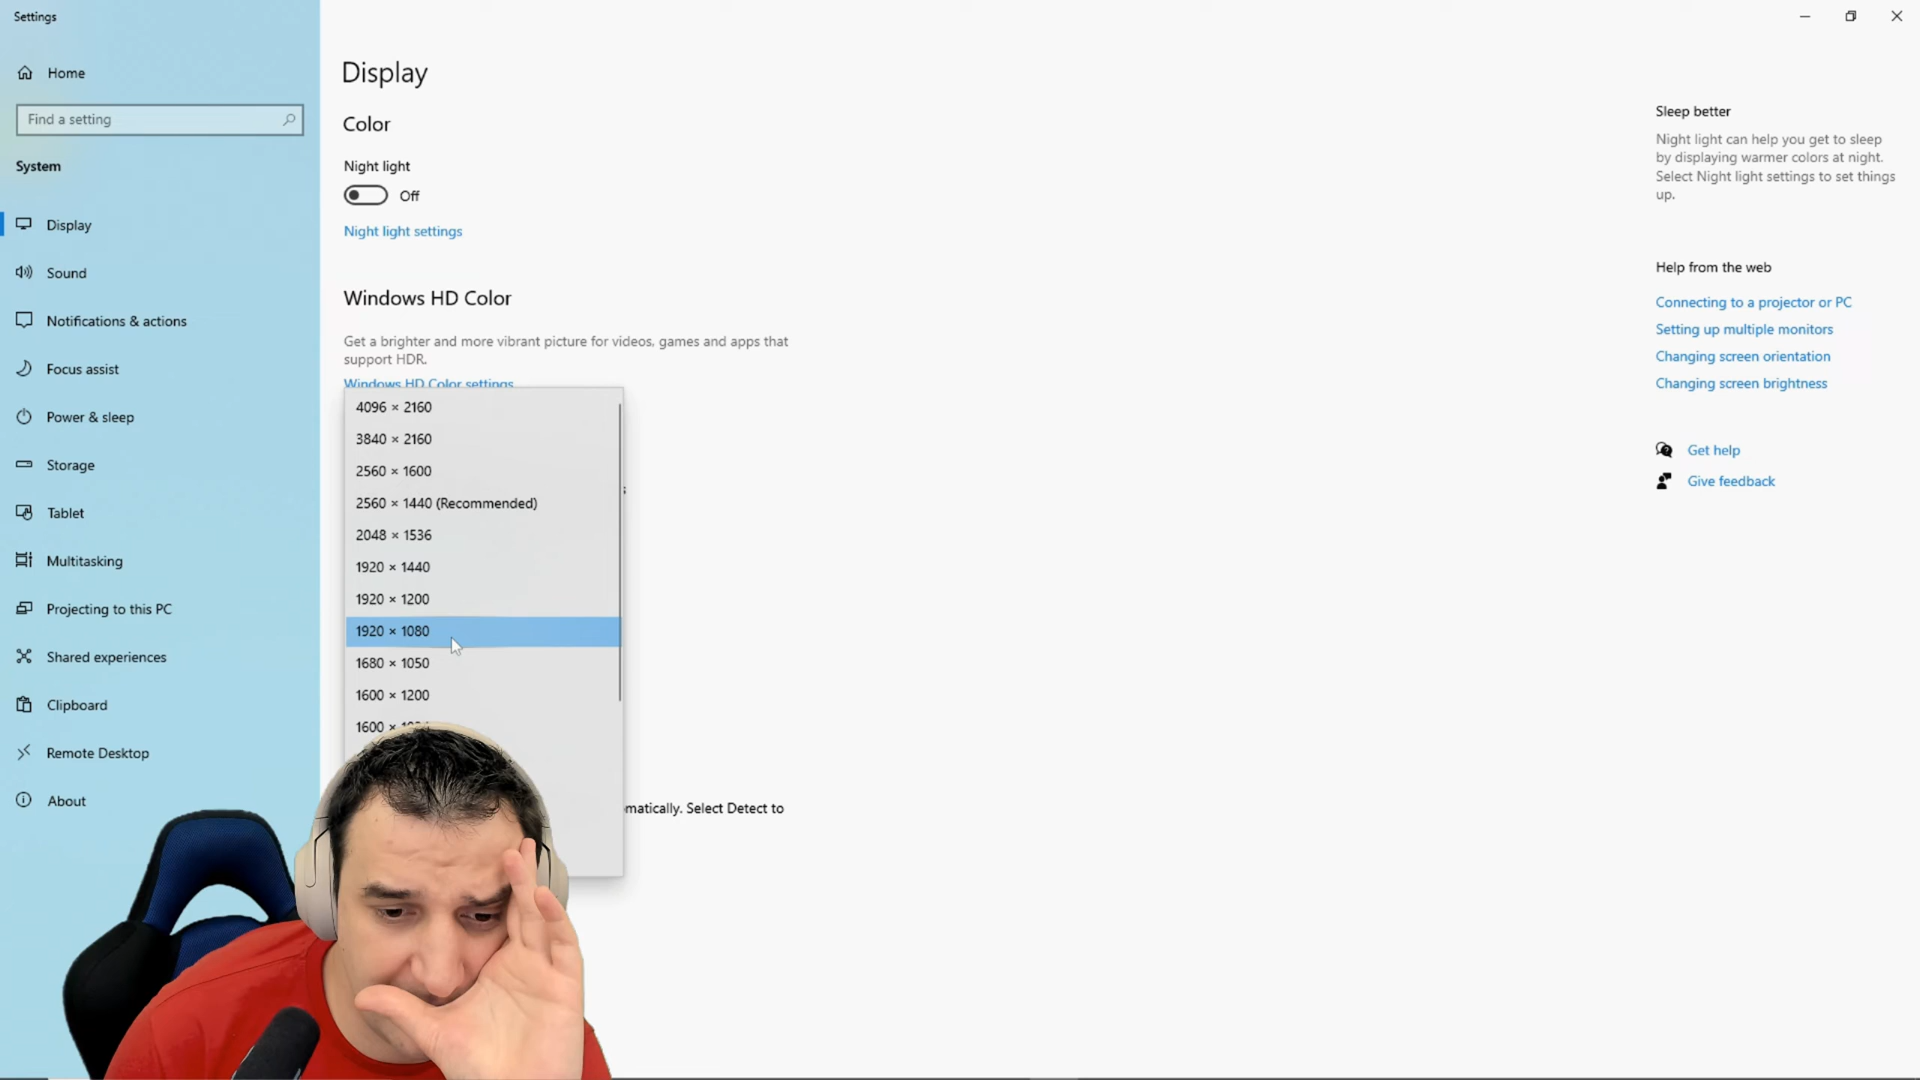 Settings
Home
Find a setting
System
Display
Sound
Notifications & actions
Focus assist
Power & sleep
Storage
Tablet
Multitasking
Projecting to this PC
Shared experiences
Clipboard
Remote Desktop
About
Display
Color
Night light
Off
Night light settings
Windows HD Color
Get a brighter and more vibrant picture for videos, games and apps that
support HDR.
Windows HD Color settings
4096 × 2160
3840 × 2160
2560 × 1600
2560 × 1440 (Recommended)
2048 × 1536
1920 × 1440
1920 × 1200
1920 × 1080
1680 × 1050
1600 × 1200
1600 ×
matically. Select Detect to
Sleep better
Night light can help you get to sleep
by displaying warmer colors at night.
Select Night light settings to set things
up.
Help from the web
Connecting to a projector or PC
Setting up multiple monitors
Changing screen orientation
Changing screen brightness
Get help
Give feedback